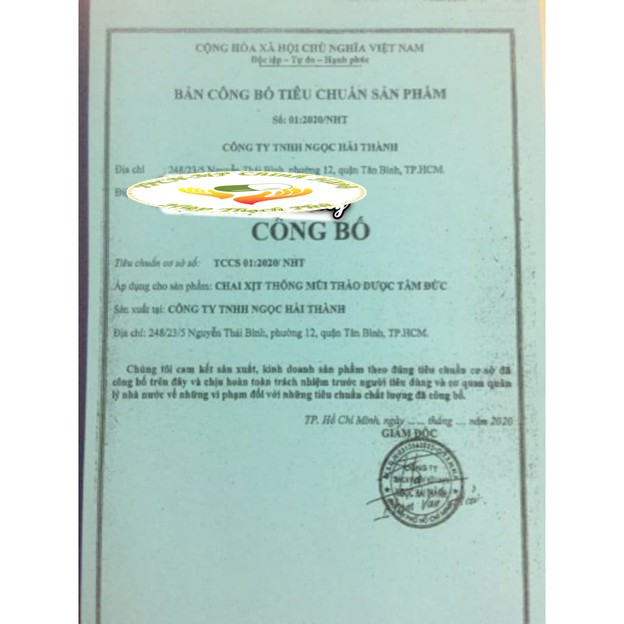 CỘNG HÒA XÃ HỘI CHỦ NGHĨA VIỆT NAM
Độc lập – Tự do – Hạnh phúc
BẢN CÔNG BỐ TIÊU CHUẨN SẢN PHẨM
Số: 01:2020/NHT
CÔNG TY TNHH NGỌC HẢI THÀNH
Địa chỉ : 248/23/5 Nguyễn Thái Bình, phường 12, quận Tân Bình, TP.HCM.
CÔNG BỐ
Tiêu chuẩn cơ sở số: TCCS 01:2020/ NHT
Áp dụng cho sản phẩm: CHAI XỊT THÔNG MŨI THẢO DƯỢC TÂM ĐỨC
Sản xuất tại: CÔNG TY TNHH NGỌC HẢI THÀNH
Địa chỉ: 248/23/5 Nguyễn Thái Bình, phường 12, quận Tân Bình, TP.HCM.
Chúng tôi cam kết sản xuất, kinh doanh sản phẩm theo đúng tiêu chuẩn cơ sở đã
công bố trên đây và chịu hoàn toàn trách nhiệm trước người tiêu dùng và cơ quan quản
lý nhà nước về những vi phạm đối với những tiêu chuẩn chất lượng đã công bố.
TP. Hồ Chí Minh, ngày ..... tháng .... năm 2020
GIÁM ĐỐC
CÔNG TY
NGỌC HẢI THÀNH